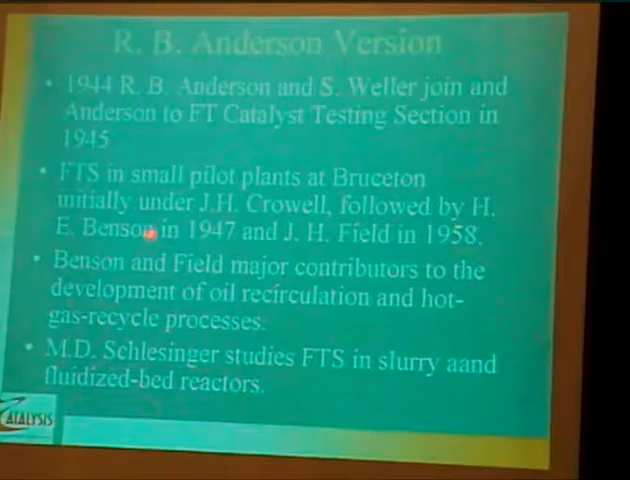 R. B. Anderson Version
• 1944 R. B. Anderson and S. Weller join and
Anderson to FT Catalyst Testing Section in
1945
• FTS in small pilot plants at Bruceton
initially under J.H. Crowell, followed by H.
E. Benson in 1947 and J. H. Field in 1958.
• Benson and Field major contributors to the
development of oil recirculation and hot-
gas-recycle processes.
• M.D. Schlesinger studies FTS in slurry aand
fluidized-bed reactors.
CATALYSIS